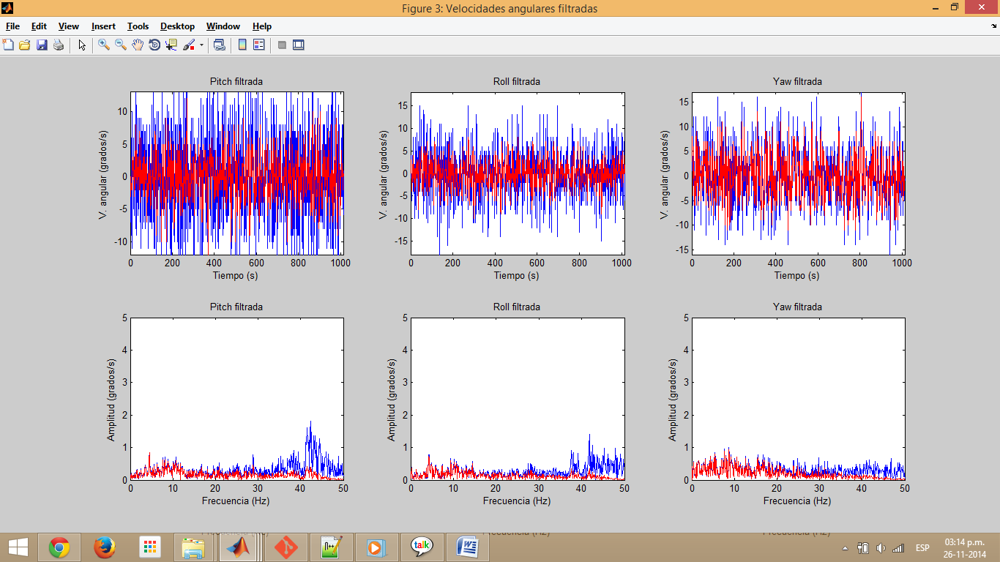 Figure 3: Velocidades angulares filtradas
File Edit View Insert Tools Desktop Window Help
Pitch filtrada
V. angular (grados/s)
10
5
0
-5
-10
0 200 400 600 800 1000
Tiempo (s)
Roll filtrada
V. angular (grados/s)
15
10
5
0
-5
-10
-15
0 200 400 600 800 1000
Tiempo (s)
Yaw filtrada
V. angular (grados/s)
15
10
5
0
-5
-10
-15
0 200 400 600 800 1000
Tiempo (s)
Pitch filtrada
Amplitud (grados/s)
5
4
3
2
1
0
0 10 20 30 40 50
Frecuencia (Hz)
Roll filtrada
Amplitud (grados/s)
5
4
3
2
1
0
0 10 20 30 40 50
Frecuencia (Hz)
Yaw filtrada
Amplitud (grados/s)
5
4
3
2
1
0
0 10 20 30 40 50
Frecuencia (Hz)
N++
talk
W
ESP
03:14 p.m.
26-11-2014